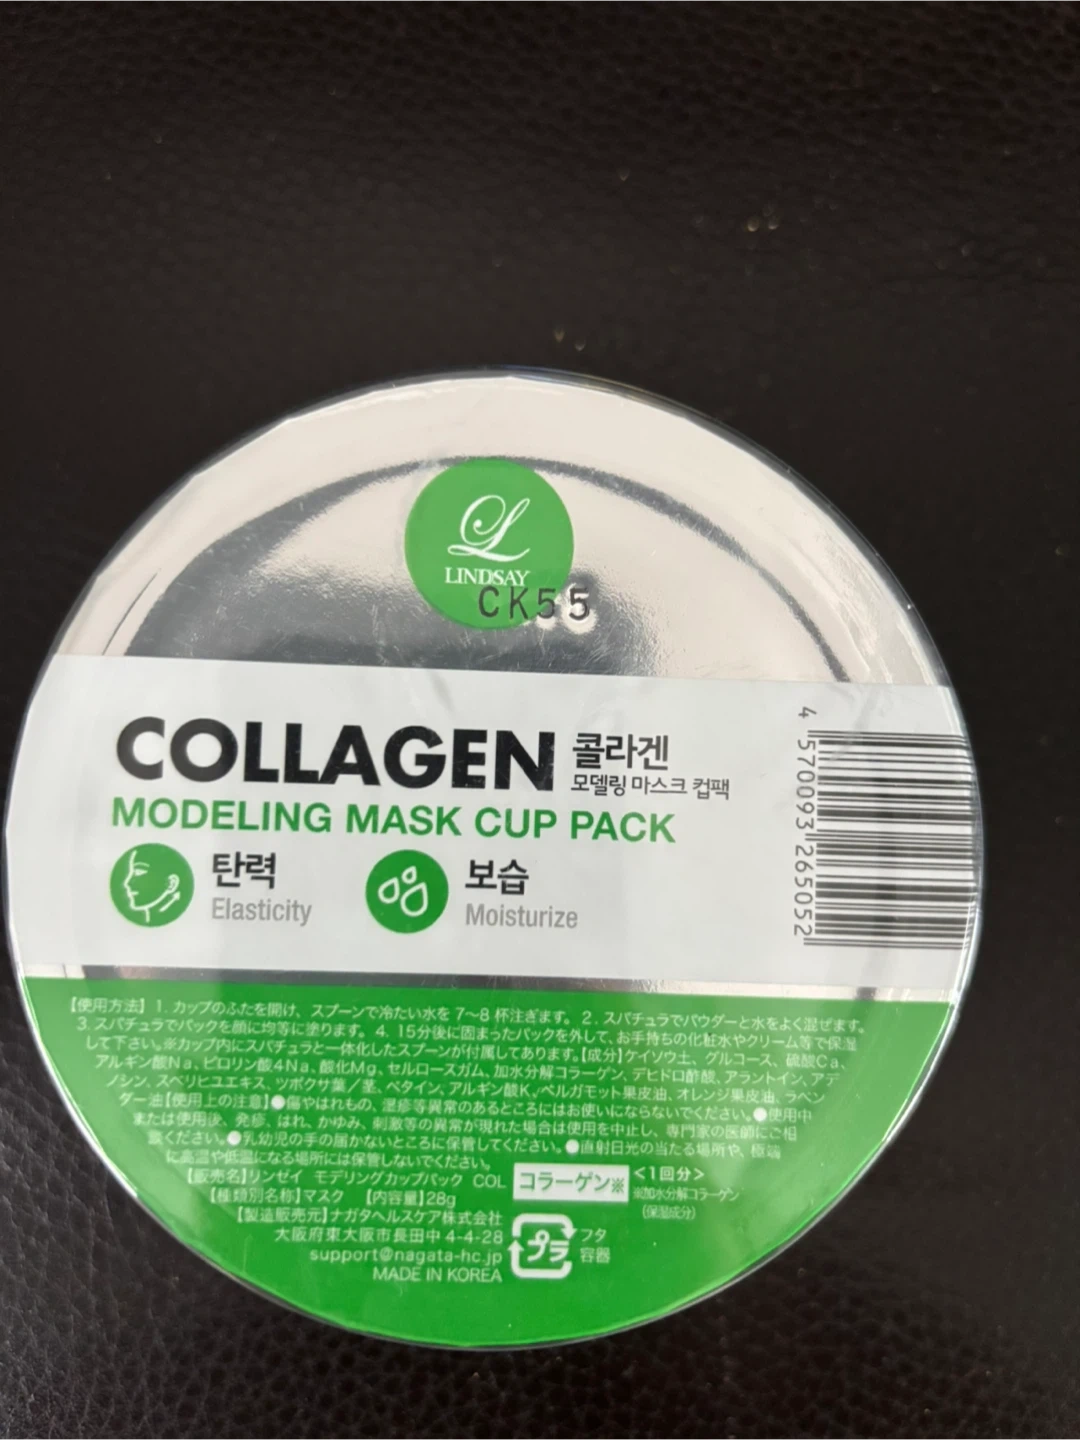 L
LINDSAY
CK55
COLLAGEN 콜라겐
모델링 마스크 컵팩
MODELING MASK CUP PACK
탄력
Elasticity
보습
Moisturize
4 570093 265052
【使用方法】1. カップのふたを開け、スプーンで冷たい水を7〜8杯注ぎます。2. スパチュラでパウダーと水をよく混ぜます。
3. スパチュラでパックを顔に均等に塗ります。4. 15分後に固まったパックを外して、お手持ちの化粧水やクリーム等で保湿
して下さい。※カップ内にスパチュラと一体化したスプーンが付属してあります。【成分】ケイソウ土、グルコース、硫酸Ca、
アルギン酸Na、ピロリン酸4Na、酸化Mg、セルロースガム、加水分解コラーゲン、デヒドロ酢酸、アラントイン、アデ
ノシン、スベリヒユエキス、ツボクサ葉／茎、ベタイン、アルギン酸K、ベルガモット果皮油、オレンジ果皮油、ラベン
ダー油【使用上の注意】●傷やはれもの、湿疹等異常のあるところにはお使いにならないでください。●使用中
または使用後、発疹、はれ、かゆみ、刺激等の異常が現れた場合は使用を中止し、専門家の医師にご相
談ください。●乳幼児の手の届かないところに保管してください。●直射日光の当たる場所や、極端
に高温や低温になる場所には保管しないでください。
【販売名】リンゼイ モデリングカップパック COL
【種類別名称】マスク 【内容量】28g
【製造販売元】ナガタヘルスケア株式会社
大阪府東大阪市長田中4-4-28
support@nagata-hc.jp
MADE IN KOREA
コラーゲン※
＜1回分＞
※加水分解コラーゲン
（保湿成分）
プラ
フタ
容器